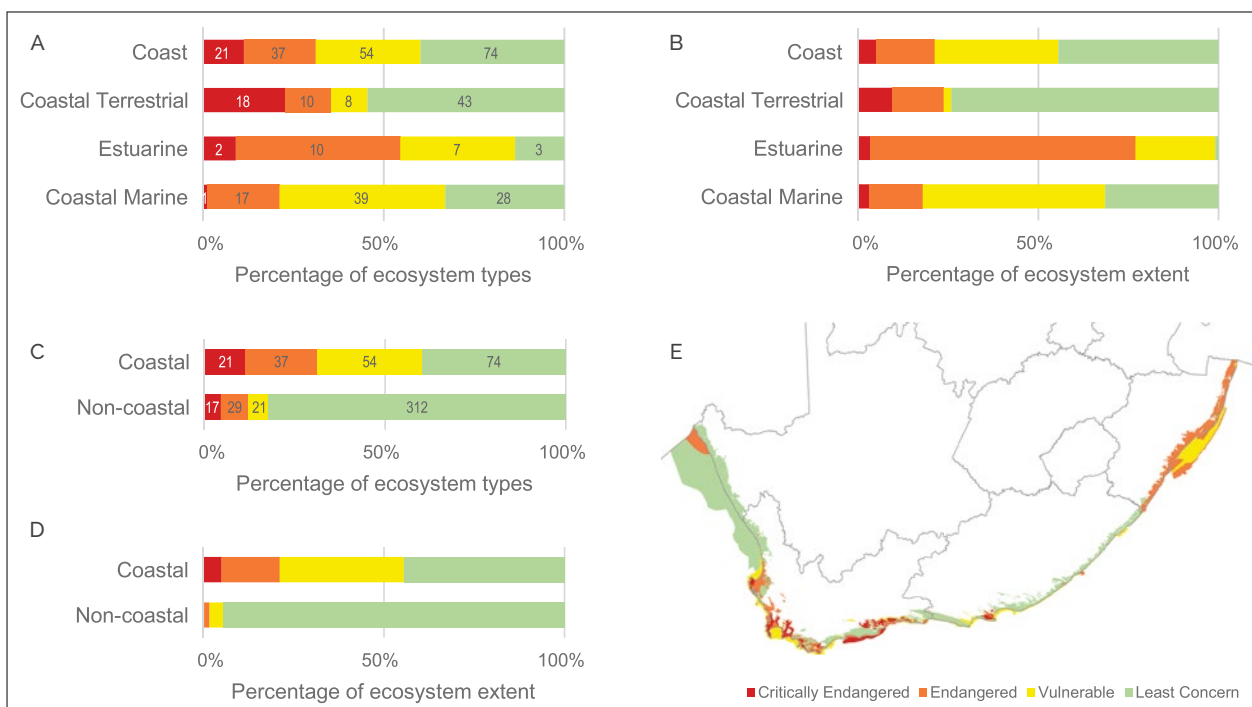 A
Coast
21 37 54 74
Coastal Terrestrial
18 10 8 43
Estuarine
2 10 7 3
Coastal Marine
1 17 39 28
0% 50% 100%
Percentage of ecosystem types
B
Coast
Coastal Terrestrial
Estuarine
Coastal Marine
0% 50% 100%
Percentage of ecosystem extent
C
Coastal
21 37 54 74
Non-coastal
17 29 21 312
0% 50% 100%
Percentage of ecosystem types
D
Coastal
Non-coastal
0% 50% 100%
Percentage of ecosystem extent
E
Critically Endangered Endangered Vulnerable Least Concern